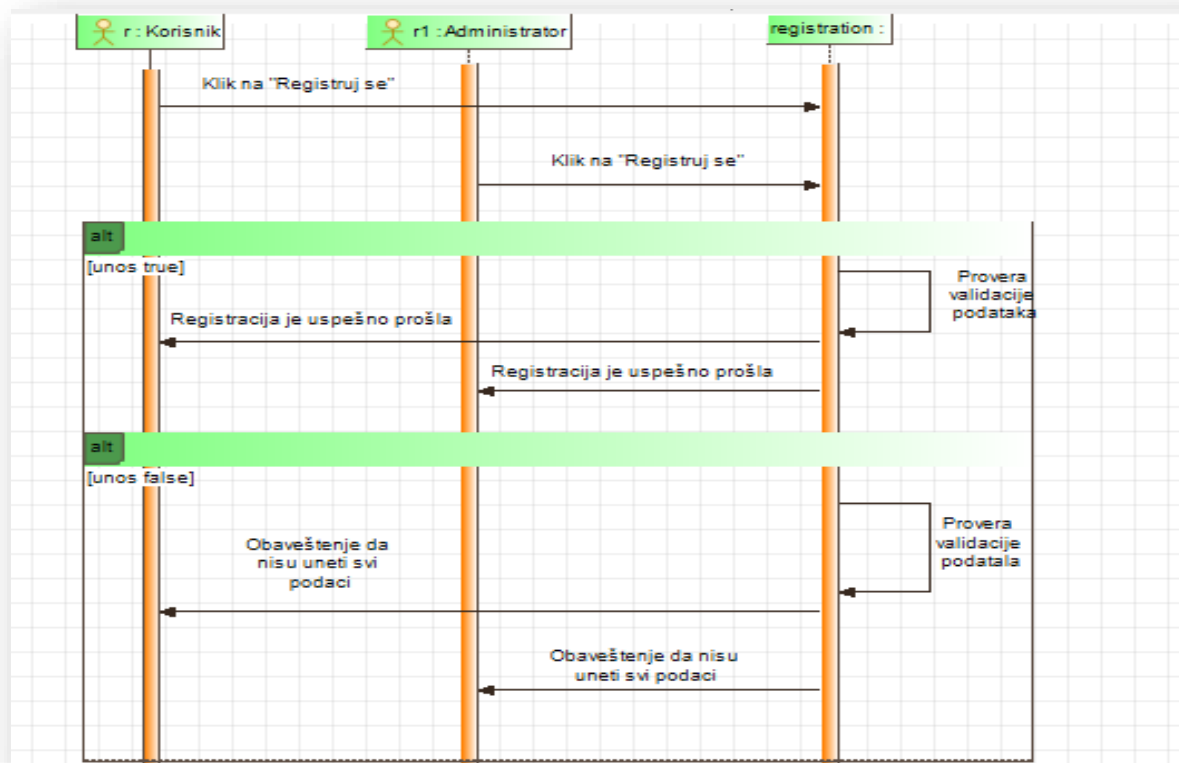 r : Korisnik
r1 : Administrator
registration :
Klik na "Registruj se"
Klik na "Registruj se"
alt
[unos true]
Provera
validacije
podataka
Registracija je uspešno prošla
Registracija je uspešno prošla
alt
[unos false]
Provera
validacije
podatala
Obaveštenje da
nisu uneti svi
podaci
Obaveštenje da nisu
uneti svi podaci